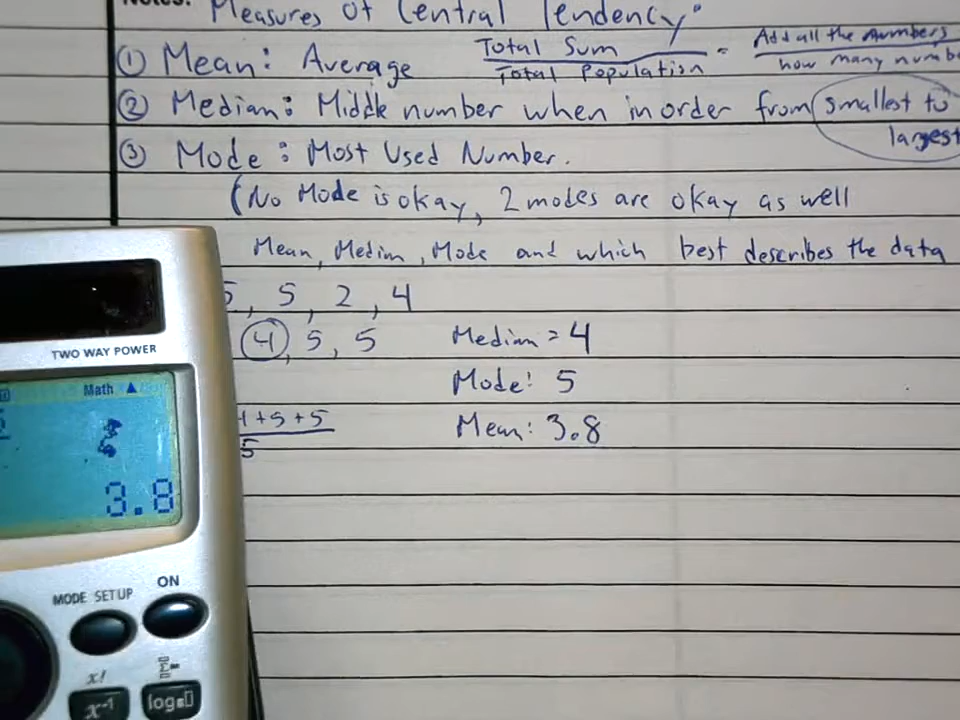 Notes:
Measures of Central Tendency
① Mean: Average Total Sum / Total Population = Add all the numbers / how many numbe
② Median: Middle number when in order from smallest to largest
③ Mode: Most Used Number.
(No Mode is okay, 2 modes are okay as well
Mean, Median, Mode and which best describes the data
5, 5, 2, 4
4, 5, 5 Median = 4
Mode: 5
4+5+5 / 5 Mean: 3.8
TWO WAY POWER
Math ▲
3.8
MODE SETUP ON
x!
x⁻¹ log